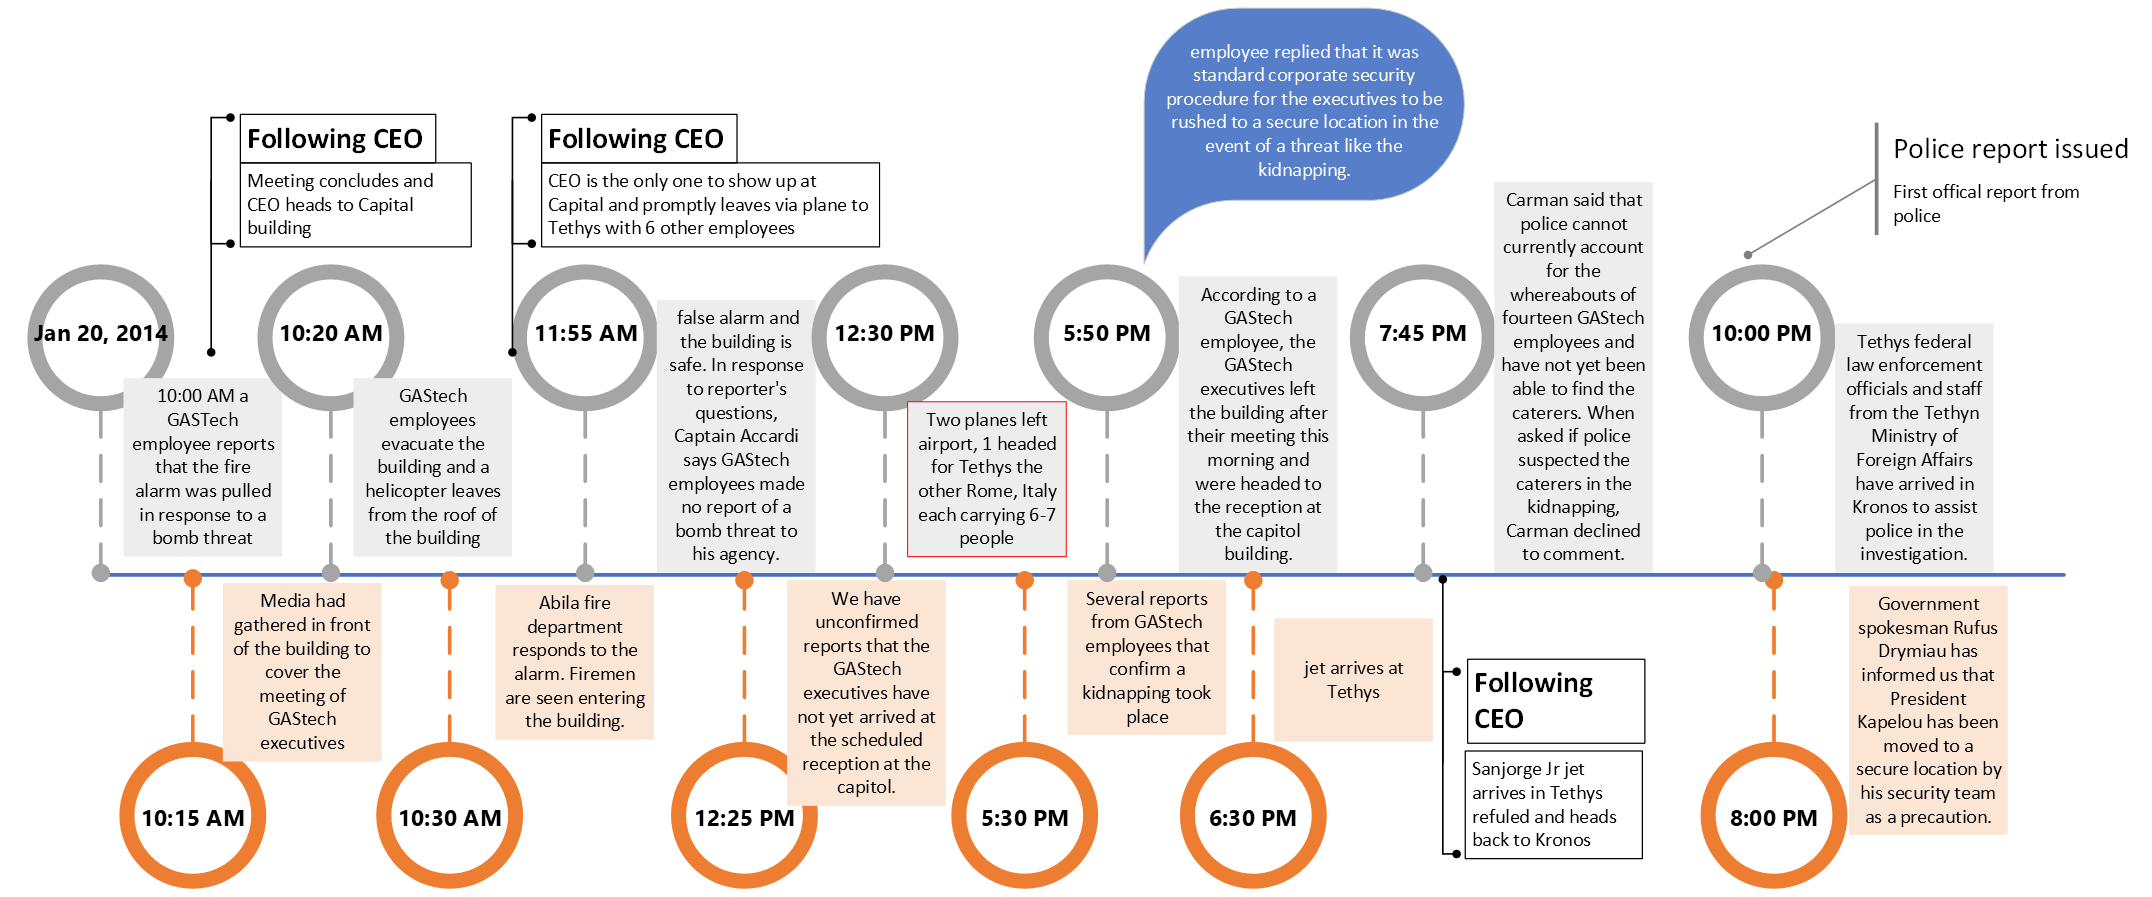 employee replied that it was
standard corporate security
procedure for the executives to be
rushed to a secure location in the
event of a threat like the
kidnapping.
Following CEO
Meeting concludes and
CEO heads to Capital
building
Following CEO
CEO is the only one to show up at
Capital and promptly leaves via plane to
Tethys with 6 other employees
Police report issued
First offical report from
police
Jan 20, 2014
10:00 AM a
GASTech
employee reports
that the fire
alarm was pulled
in response to a
bomb threat
10:20 AM
GAStech
employees
evacuate the
building and a
helicopter leaves
from the roof of
the building
11:55 AM
false alarm and
the building is
safe. In response
to reporter's
questions,
Captain Accardi
says GAStech
employees made
no report of a
bomb threat to
his agency.
12:30 PM
Two planes left
airport, 1 headed
for Tethys the
other Rome, Italy
each carrying 6-7
people
5:50 PM
According to a
GAStech
employee, the
GAStech
executives left
the building after
their meeting this
morning and
were headed to
the reception at
the capitol
building.
7:45 PM
Carman said that
police cannot
currently account
for the
whereabouts of
fourteen GAStech
employees and
have not yet been
able to find the
caterers. When
asked if police
suspected the
caterers in the
kidnapping,
Carman declined
to comment.
10:00 PM
Tethys federal
law enforcement
officials and staff
from the Tethyn
Ministry of
Foreign Affairs
have arrived in
Kronos to assist
police in the
investigation.
10:15 AM
Media had
gathered in front
of the building to
cover the
meeting of
GAStech
executives
10:30 AM
Abila fire
department
responds to the
alarm. Firemen
are seen entering
the building.
12:25 PM
We have
unconfirmed
reports that the
GAStech
executives have
not yet arrived at
the scheduled
reception at the
capitol.
5:30 PM
Several reports
from GAStech
employees that
confirm a
kidnapping took
place
6:30 PM
jet arrives at
Tethys
Following
CEO
Sanjorge Jr jet
arrives in Tethys
refuled and heads
back to Kronos
8:00 PM
Government
spokesman Rufus
Drymiau has
informed us that
President
Kapelou has been
moved to a
secure location by
his security team
as a precaution.